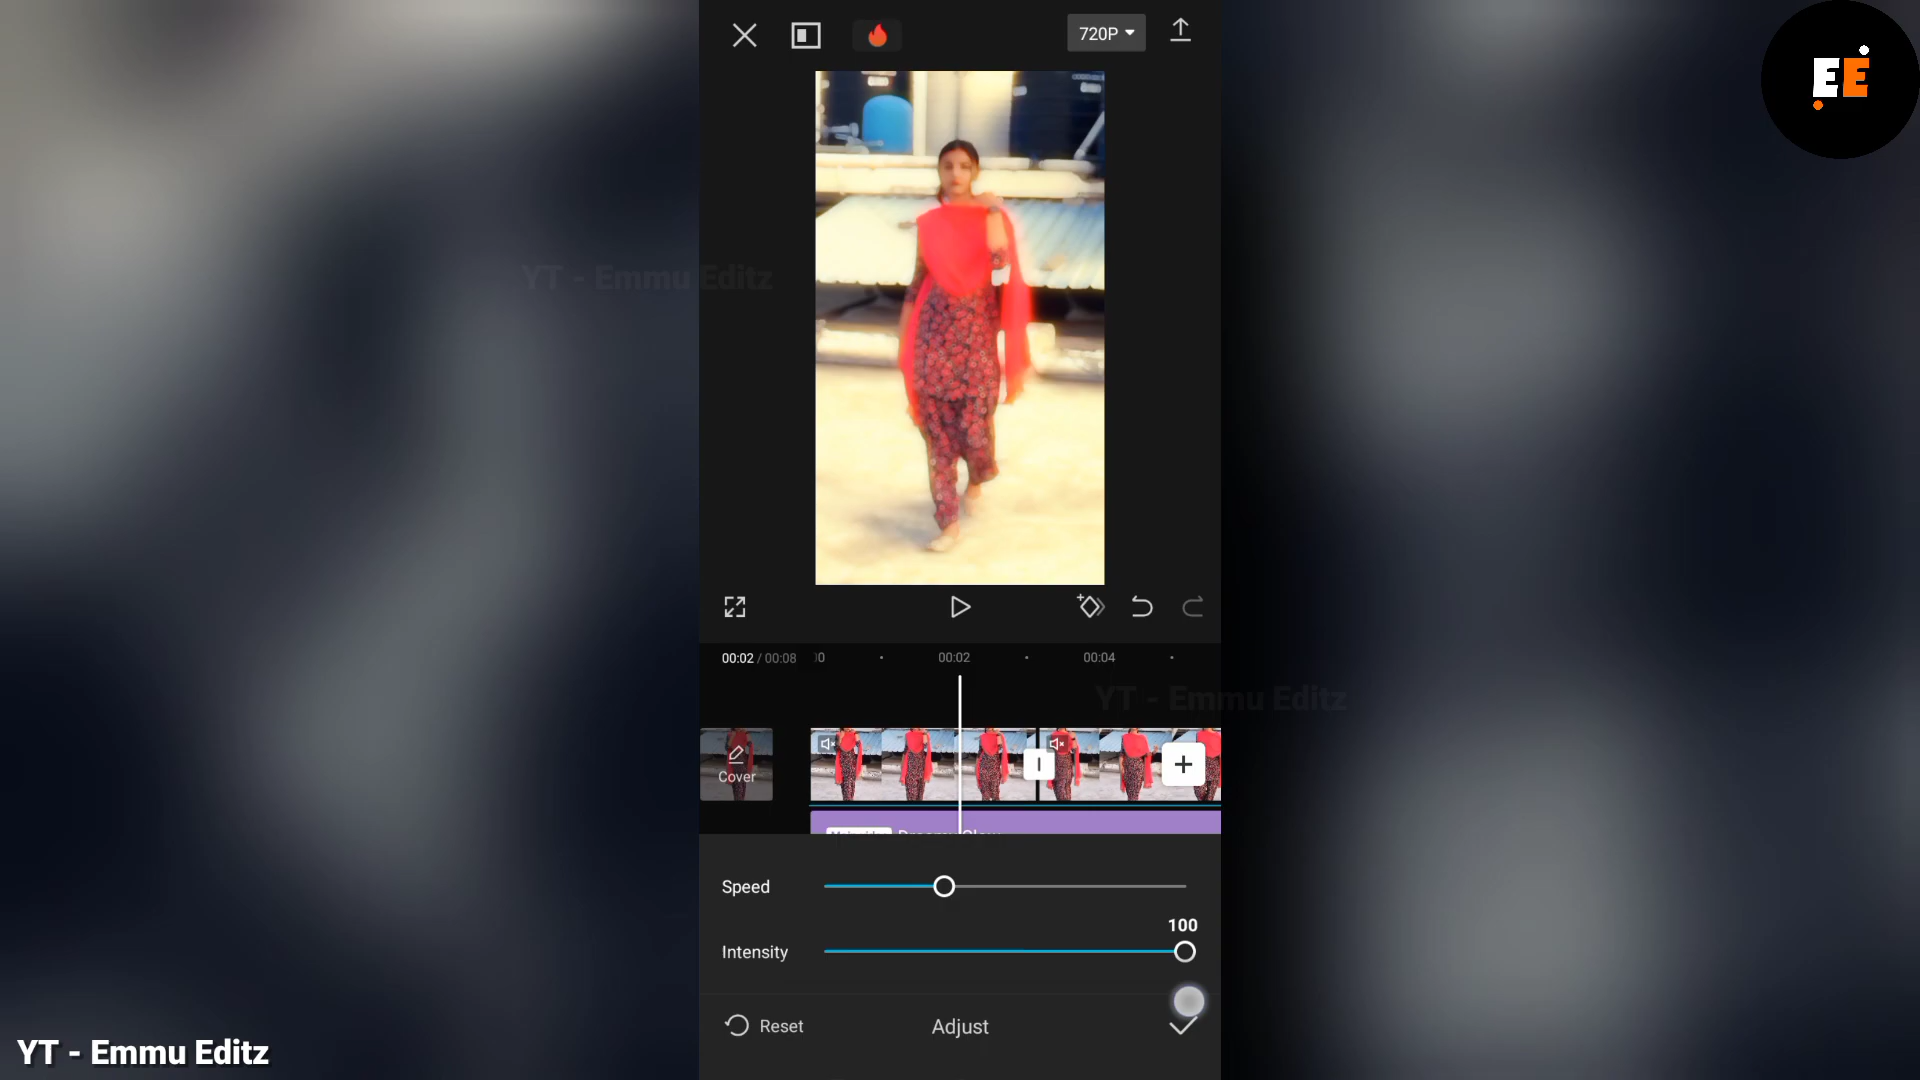 720P
EE
YT - Emmu Editz
00:02 / 00:08
00:02
00:04
YT - Emmu Editz
Cover
Speed
100
Intensity
Reset
Adjust
YT - Emmu Editz